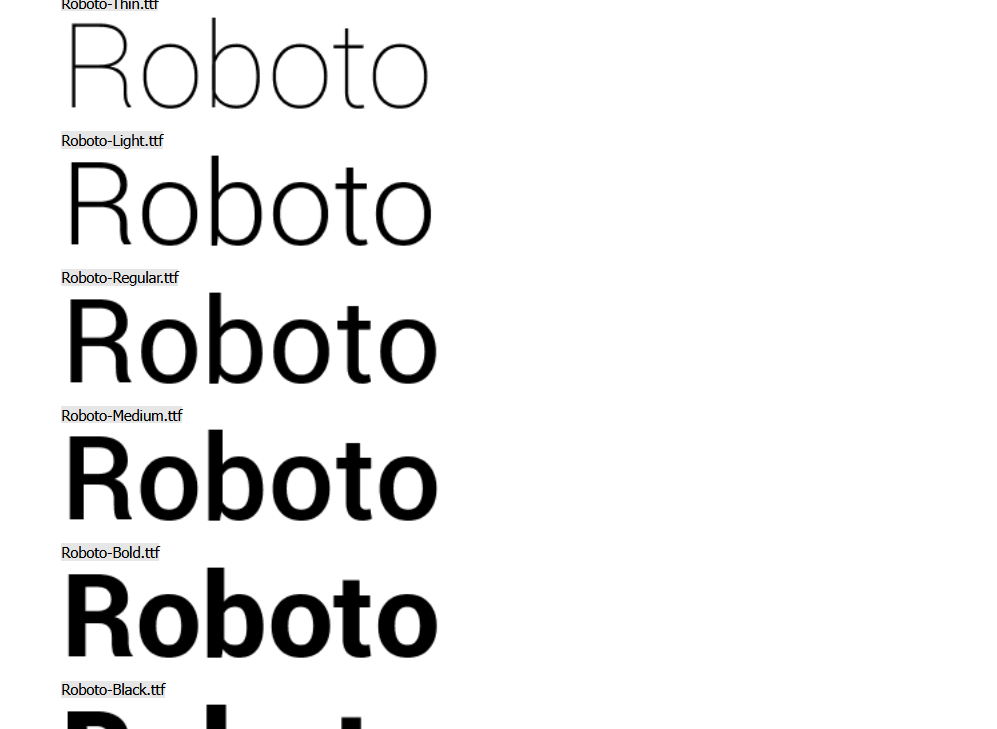 Roboto-Thin.ttf
Roboto
Roboto-Light.ttf
Roboto
Roboto-Regular.ttf
Roboto
Roboto-Medium.ttf
Roboto
Roboto-Bold.ttf
Roboto
Roboto-Black.ttf